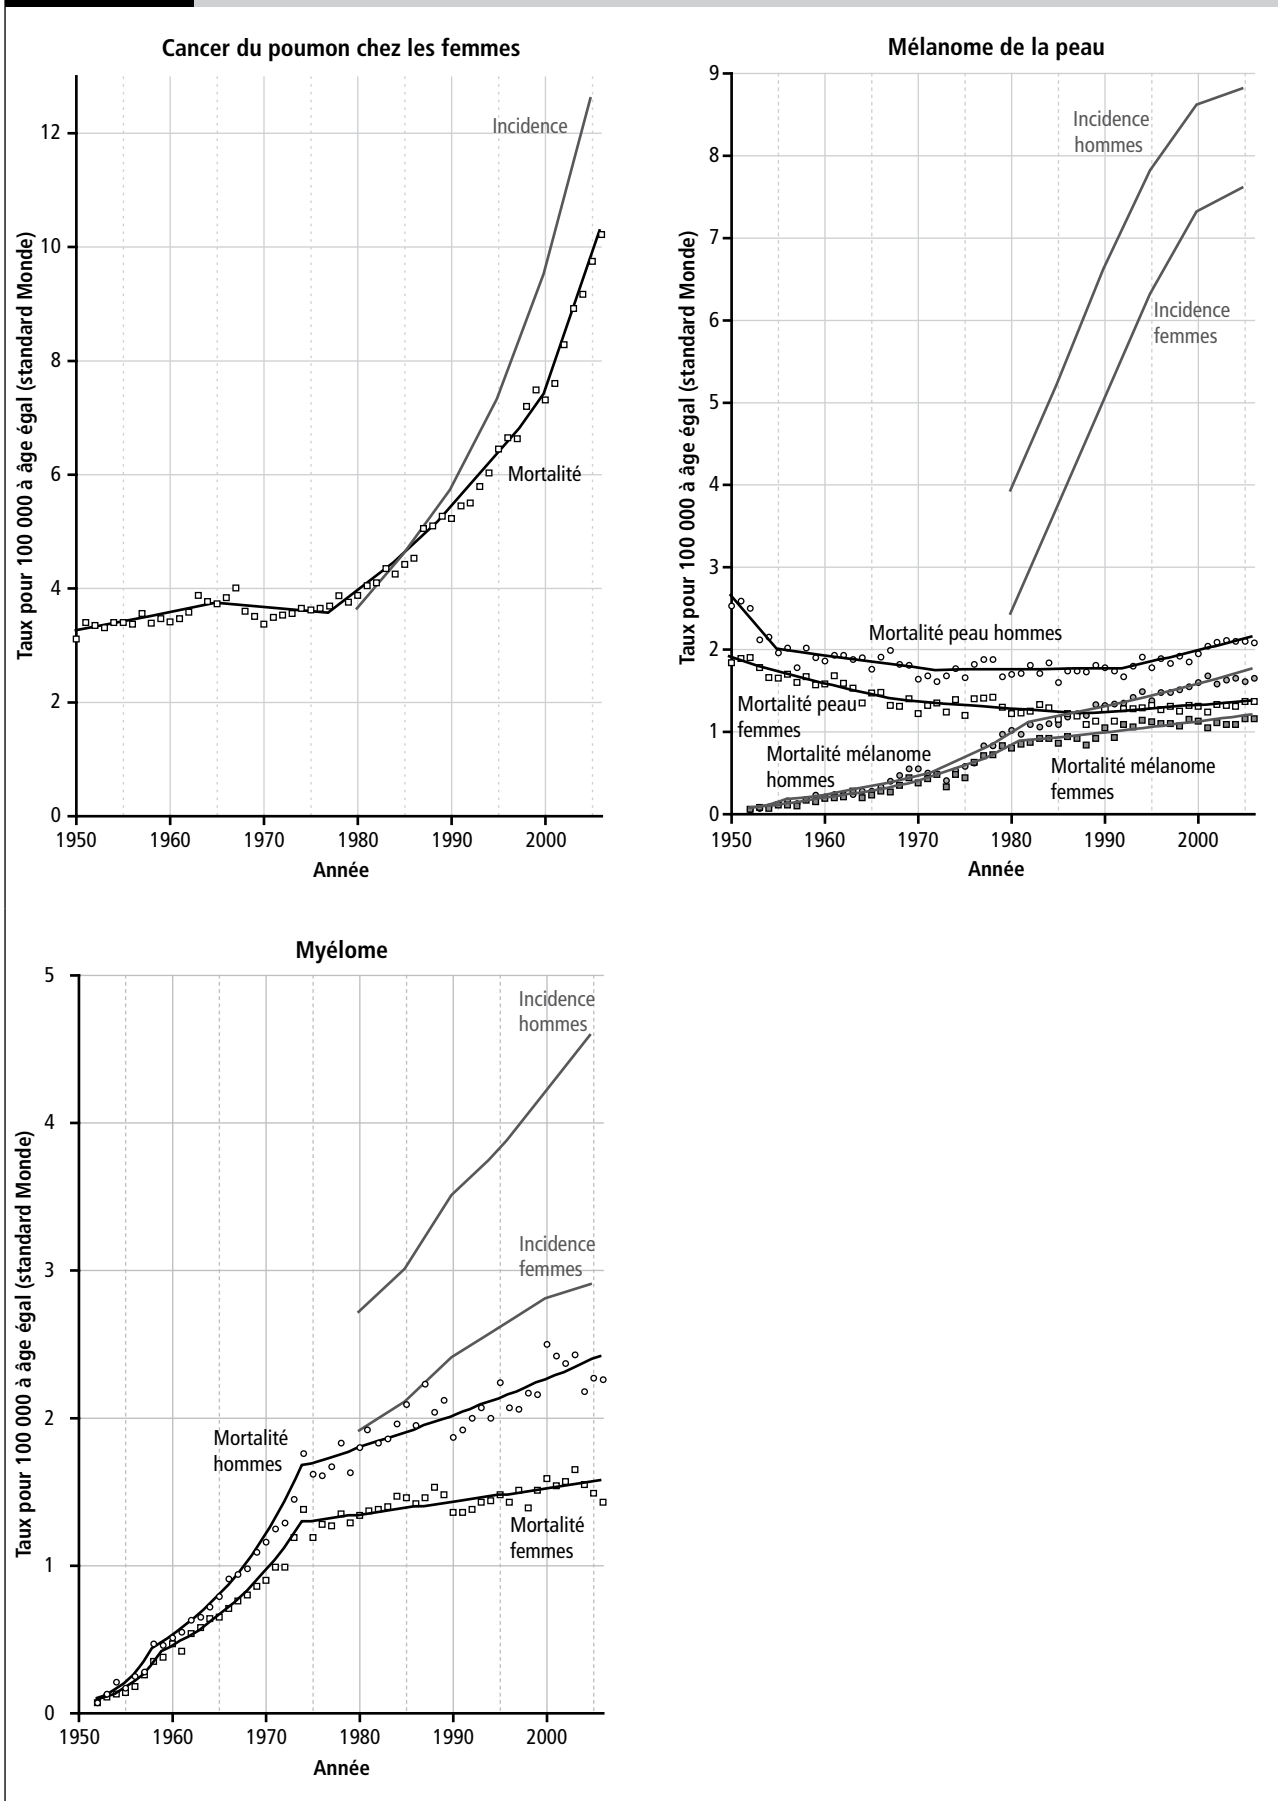 Cancer du poumon chez les femmes
Taux pour 100 000 à âge égal (standard Monde)
12
10
8
6
4
2
0
Incidence
Mortalité
1950 1960 1970 1980 1990 2000
Année
Mélanome de la peau
Taux pour 100 000 à âge égal (standard Monde)
9
8
7
6
5
4
3
2
1
0
Incidence
hommes
Incidence
femmes
Mortalité peau hommes
Mortalité peau
femmes
Mortalité mélanome
hommes
Mortalité mélanome
femmes
1950 1960 1970 1980 1990 2000
Année
Myélome
Taux pour 100 000 à âge égal (standard Monde)
5
4
3
2
1
0
Incidence
hommes
Incidence
femmes
Mortalité
hommes
Mortalité
femmes
1950 1960 1970 1980 1990 2000
Année